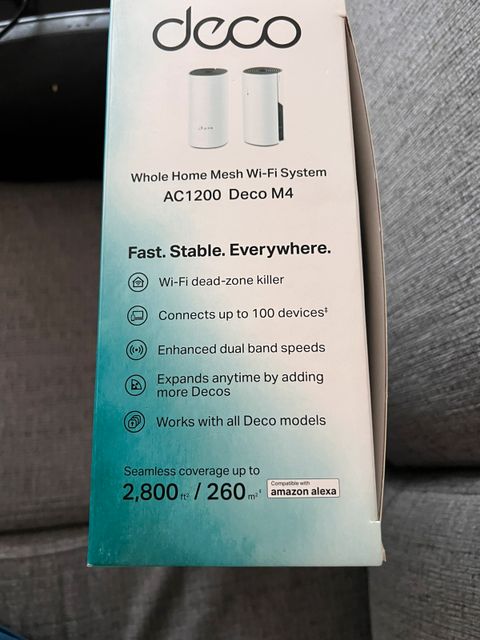 deco
Whole Home Mesh Wi-Fi System
AC1200 Deco M4
Fast. Stable. Everywhere.
Wi-Fi dead-zone killer
Connects up to 100 devices‡
Enhanced dual band speeds
Expands anytime by adding
more Decos
Works with all Deco models
Seamless coverage up to
2,800 ft² / 260 m²
Compatible with
amazon alexa